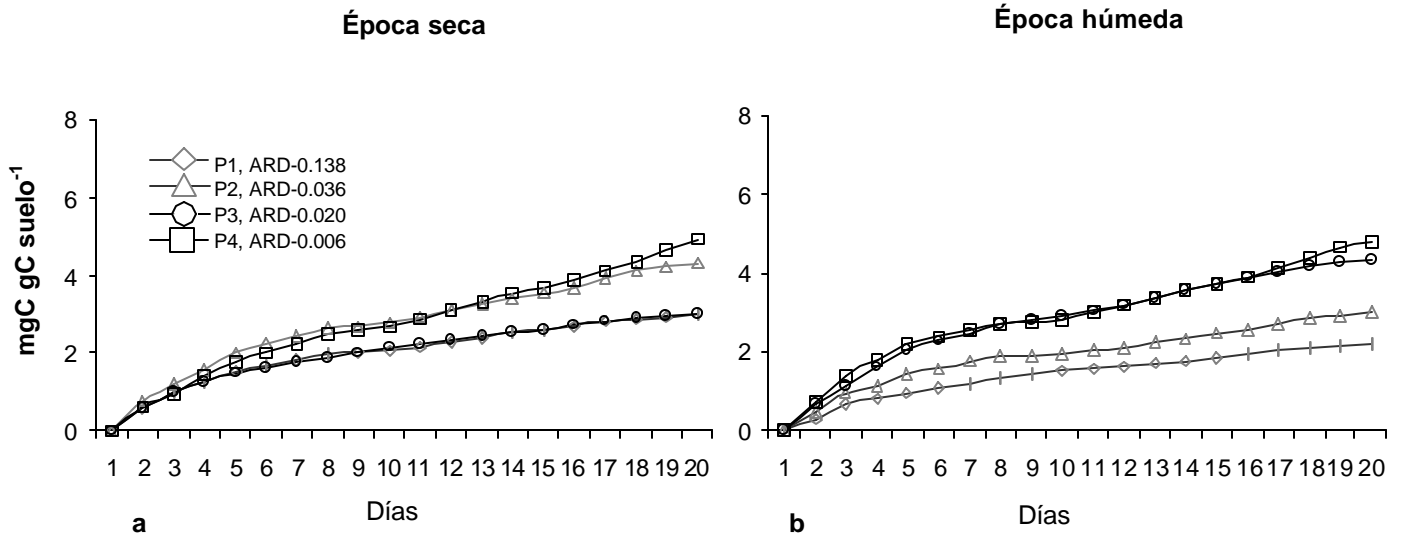 Época seca
Época húmeda
mgC gC suelo-1
8
6
4
2
0
P1, ARD-0.138
P2, ARD-0.036
P3, ARD-0.020
P4, ARD-0.006
1 2 3 4 5 6 7 8 9 10 11 12 13 14 15 16 17 18 19 20
Días
a
8
6
4
2
0
1 2 3 4 5 6 7 8 9 10 11 12 13 14 15 16 17 1819 20
Días
b